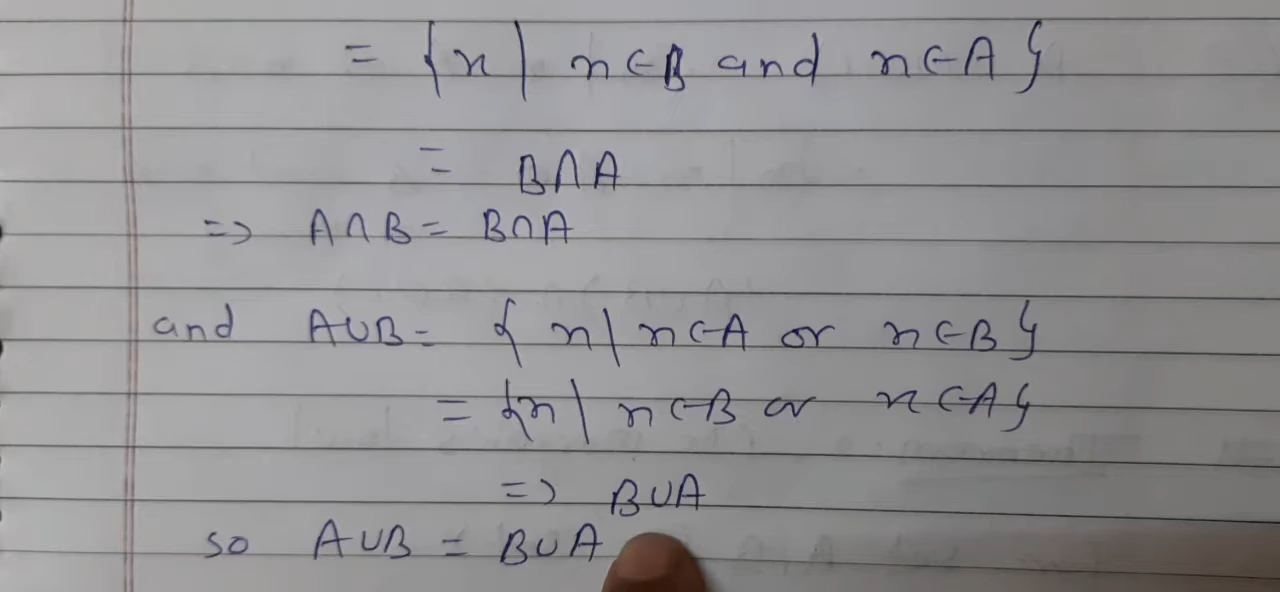 = {x | x ∈ B and x ∈ A}
= B∩A
=> A∩B = B∩A
and A∪B = {x | x ∈ A or x ∈ B}
= {x | x ∈ B or x ∈ A}
=> B∪A
so A∪B = B∪A